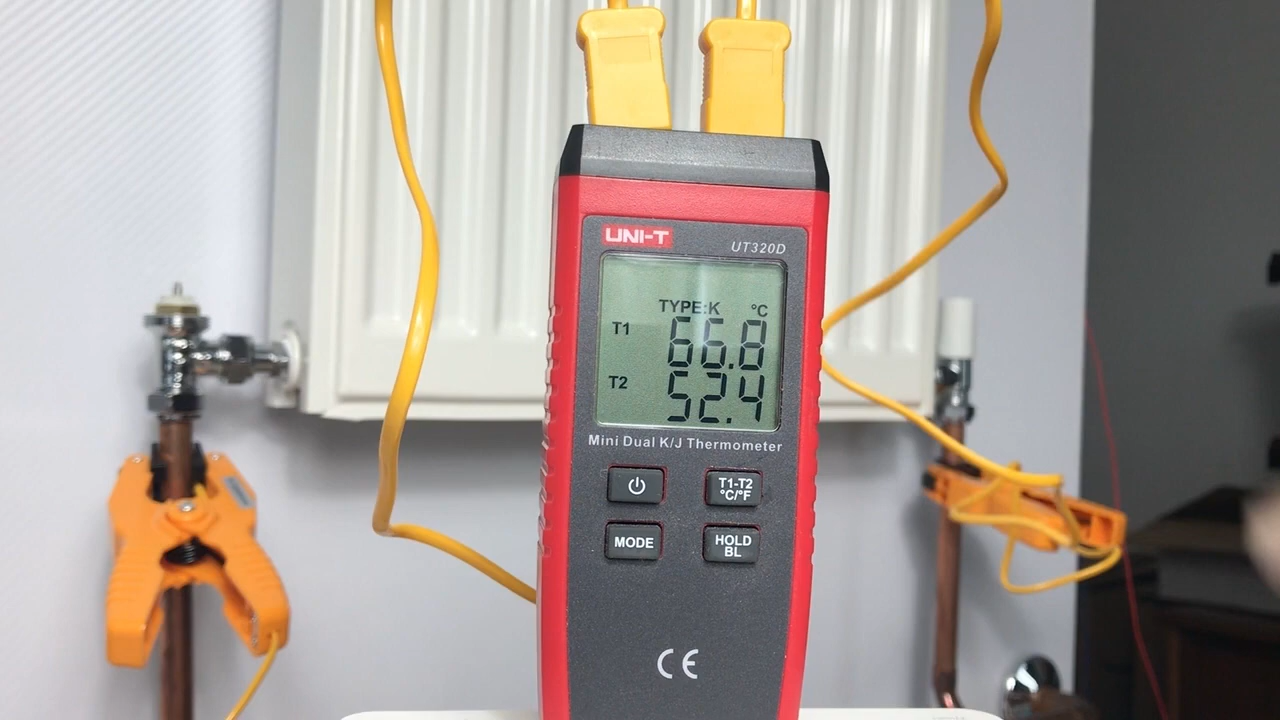 UNI-T
UT320D
TYPE:K °C
T1 66.8
T2 52.4
Mini Dual K/J Thermometer
T1-T2
°C/°F
MODE
HOLD
BL
CE